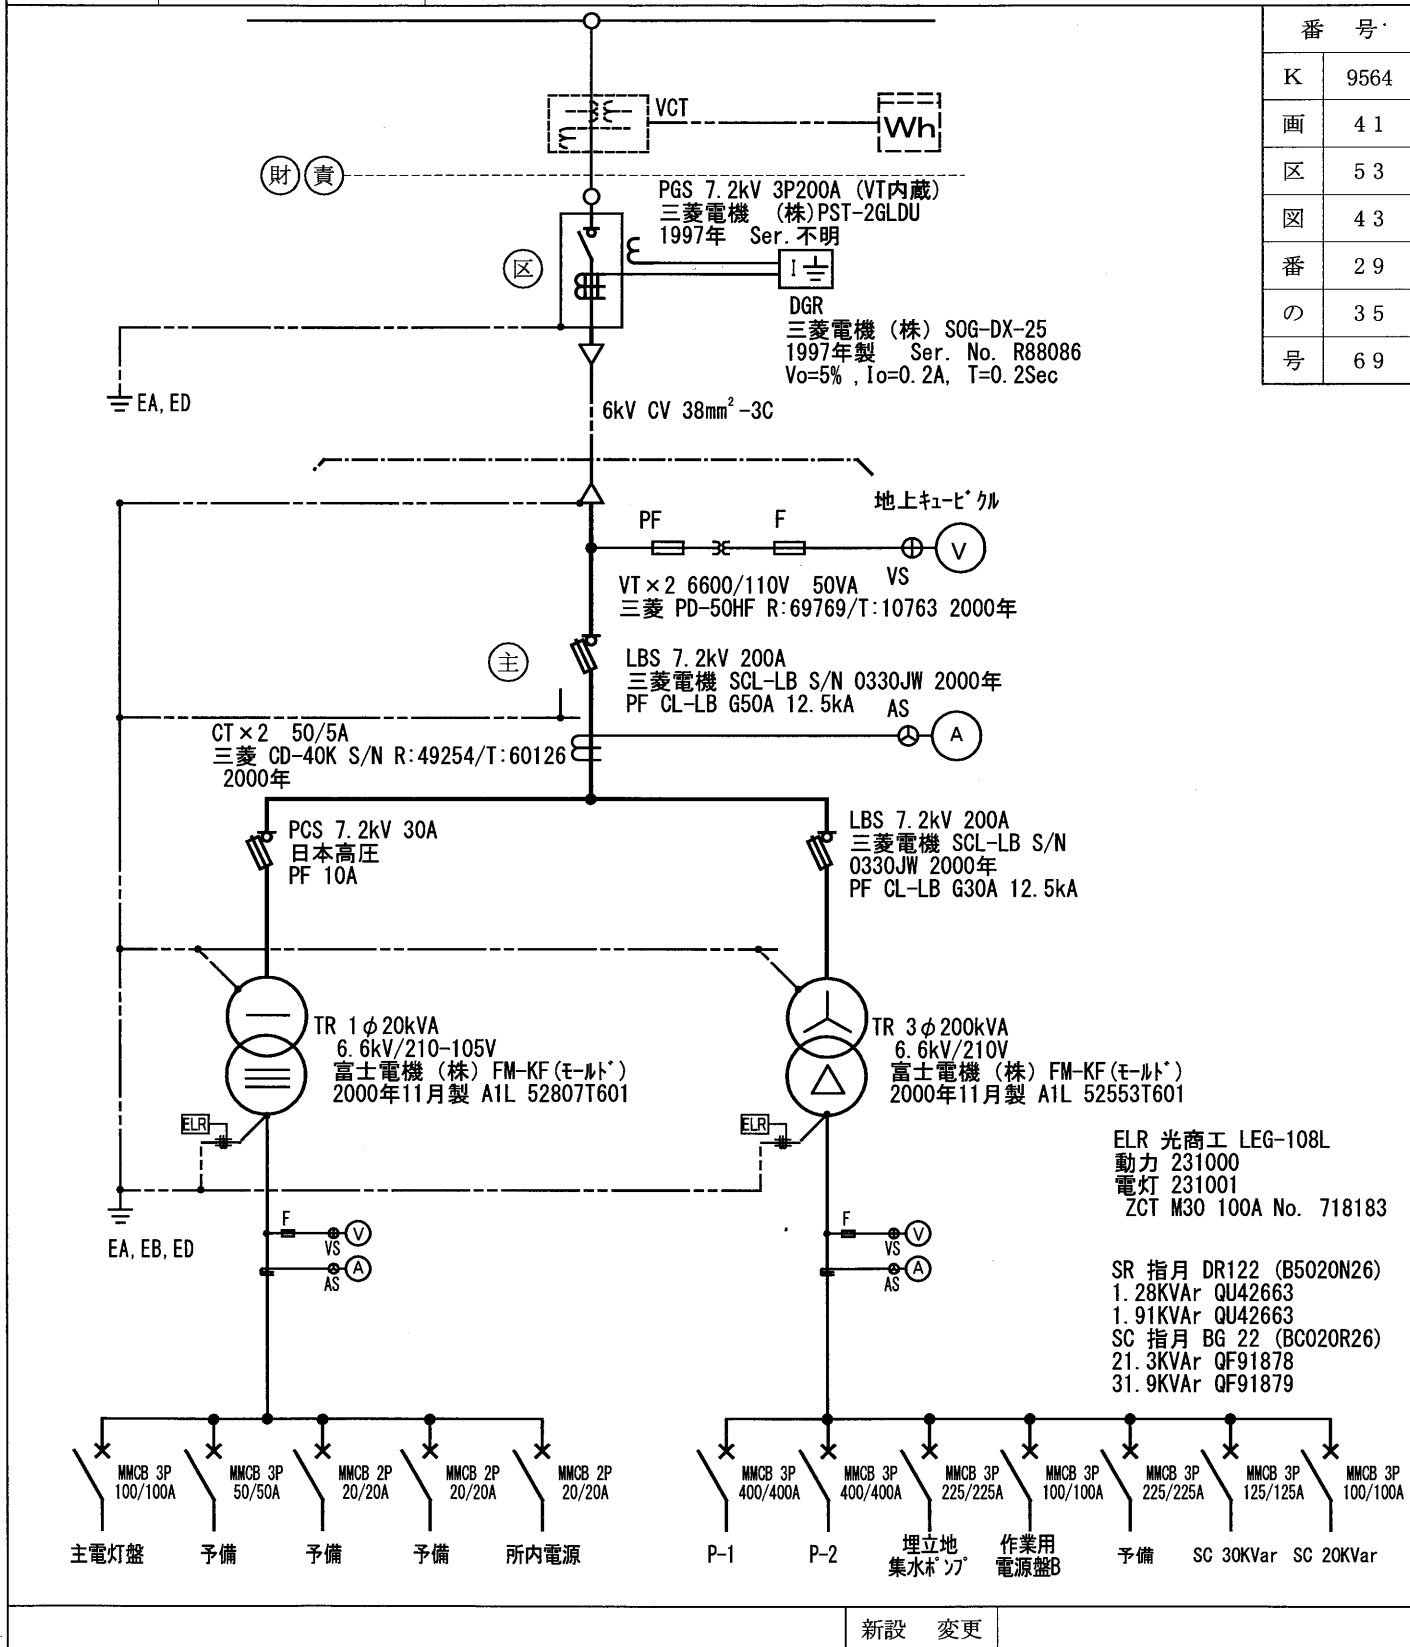 番 号
K 9564
画 41
区 53
図 43
番 29
の 35
号 69
VCT
Wh
財 責
PGS 7.2kV 3P200A (VT内蔵)
三菱電機 (株)PST-2GLDU
1997年 Ser.不明
区
I
DGR
三菱電機 (株) SOG-DX-25
1997年製 Ser. No. R88086
Vo=5% , Io=0.2A, T=0.2Sec
EA, ED
6kV CV 38mm²-3C
地上キュービクル
PF F
V
VS
VT×2 6600/110V 50VA
三菱 PD-50HF R:69769/T:10763 2000年
主
LBS 7.2kV 200A
三菱電機 SCL-LB S/N 0330JW 2000年
PF CL-LB G50A 12.5kA
AS
A
CT×2 50/5A
三菱 CD-40K S/N R:49254/T:60126
2000年
PCS 7.2kV 30A
日本高圧
PF 10A
LBS 7.2kV 200A
三菱電機 SCL-LB S/N
0330JW 2000年
PF CL-LB G30A 12.5kA
TR 1φ20kVA
6.6kV/210-105V
富士電機 (株) FM-KF(モールド)
2000年11月製 A1L 52807T601
TR 3φ200kVA
6.6kV/210V
富士電機 (株) FM-KF(モールド)
2000年11月製 A1L 52553T601
ELR
ELR
ELR 光商工 LEG-108L
動力 231000
電灯 231001
ZCT M30 100A No. 718183
EA, EB, ED
F
VS
V
AS
A
F
VS
V
AS
A
SR 指月 DR122 (B5020N26)
1.28KVAr QU42663
1.91KVAr QU42663
SC 指月 BG 22 (BC020R26)
21.3KVAr QF91878
31.9KVAr QF91879
MMCB 3P
100/100A
主電灯盤
MMCB 3P
50/50A
予備
MMCB 2P
20/20A
予備
MMCB 2P
20/20A
予備
MMCB 2P
20/20A
所内電源
MMCB 3P
400/400A
P-1
MMCB 3P
400/400A
P-2
MMCB 3P
225/225A
埋立地
集水ポンプ
MMCB 3P
100/100A
作業用
電源盤B
MMCB 3P
225/225A
予備
MMCB 3P
125/125A
SC 30KVar
MMCB 3P
100/100A
SC 20KVar
新設 変更